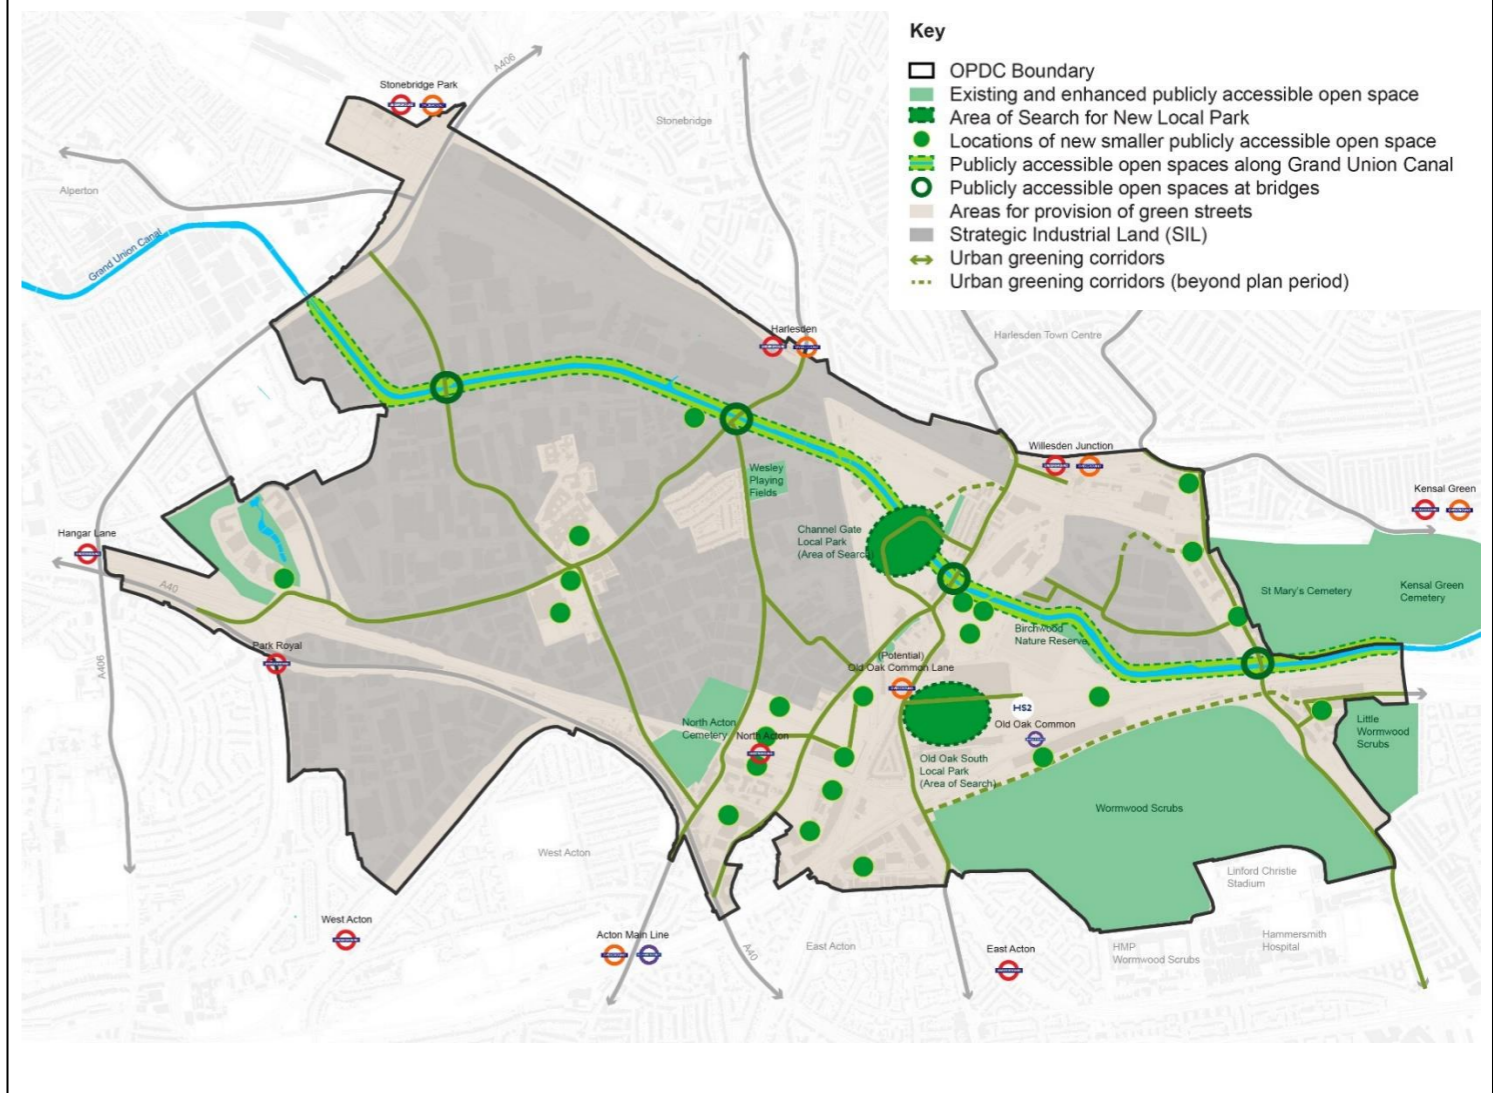 Key
OPDC Boundary
Existing and enhanced publicly accessible open space
Area of Search for New Local Park
Locations of new smaller publicly accessible open space
Publicly accessible open spaces along Grand Union Canal
Publicly accessible open spaces at bridges
Areas for provision of green streets
Strategic Industrial Land (SIL)
Urban greening corridors
Urban greening corridors (beyond plan period)
A406
Stonebridge Park
Stonebridge
Alperton
Grand Union Canal
Harlesden
Harlesden Town Centre
Willesden Junction
Kensal Green
Wesley
Playing
Fields
Hangar Lane
A40
Channel Gate
Local Park
(Area of Search)
St Mary's Cemetery
Kensal Green
Cemetery
Birchwood
Nature Reserve
Park Royal
A406
(Potential)
Old Oak Common Lane
HS2
Old Oak Common
North Acton
Cemetery
North Acton
Little
Wormwood
Scrubs
Old Oak South
Local Park
(Area of Search)
Wormwood Scrubs
West Acton
Linford Christie
Stadium
West Acton
Acton Main Line
A40
East Acton
East Acton
HMP
Wormwood Scrubs
Hammersmith
Hospital